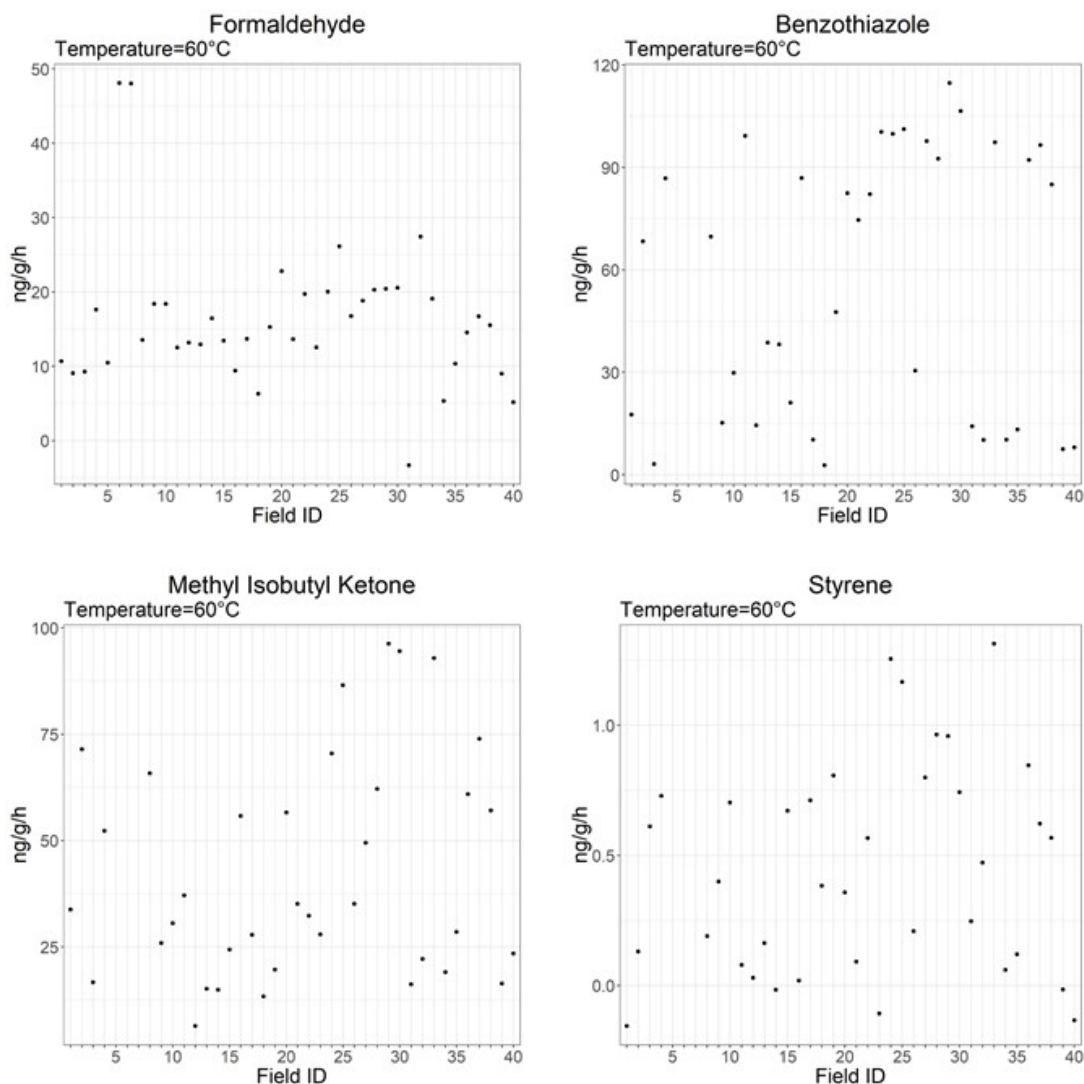 Formaldehyde
Temperature=60°C
50
40
30
20
10
0
ng/g/h
5 10 15 20 25 30 35 40
Field ID
Benzothiazole
Temperature=60°C
120
90
60
30
0
ng/g/h
5 10 15 20 25 30 35 40
Field ID
Methyl Isobutyl Ketone
Temperature=60°C
100
75
50
25
ng/g/h
5 10 15 20 25 30 35 40
Field ID
Styrene
Temperature=60°C
1.0
0.5
0.0
ng/g/h
5 10 15 20 25 30 35 40
Field ID